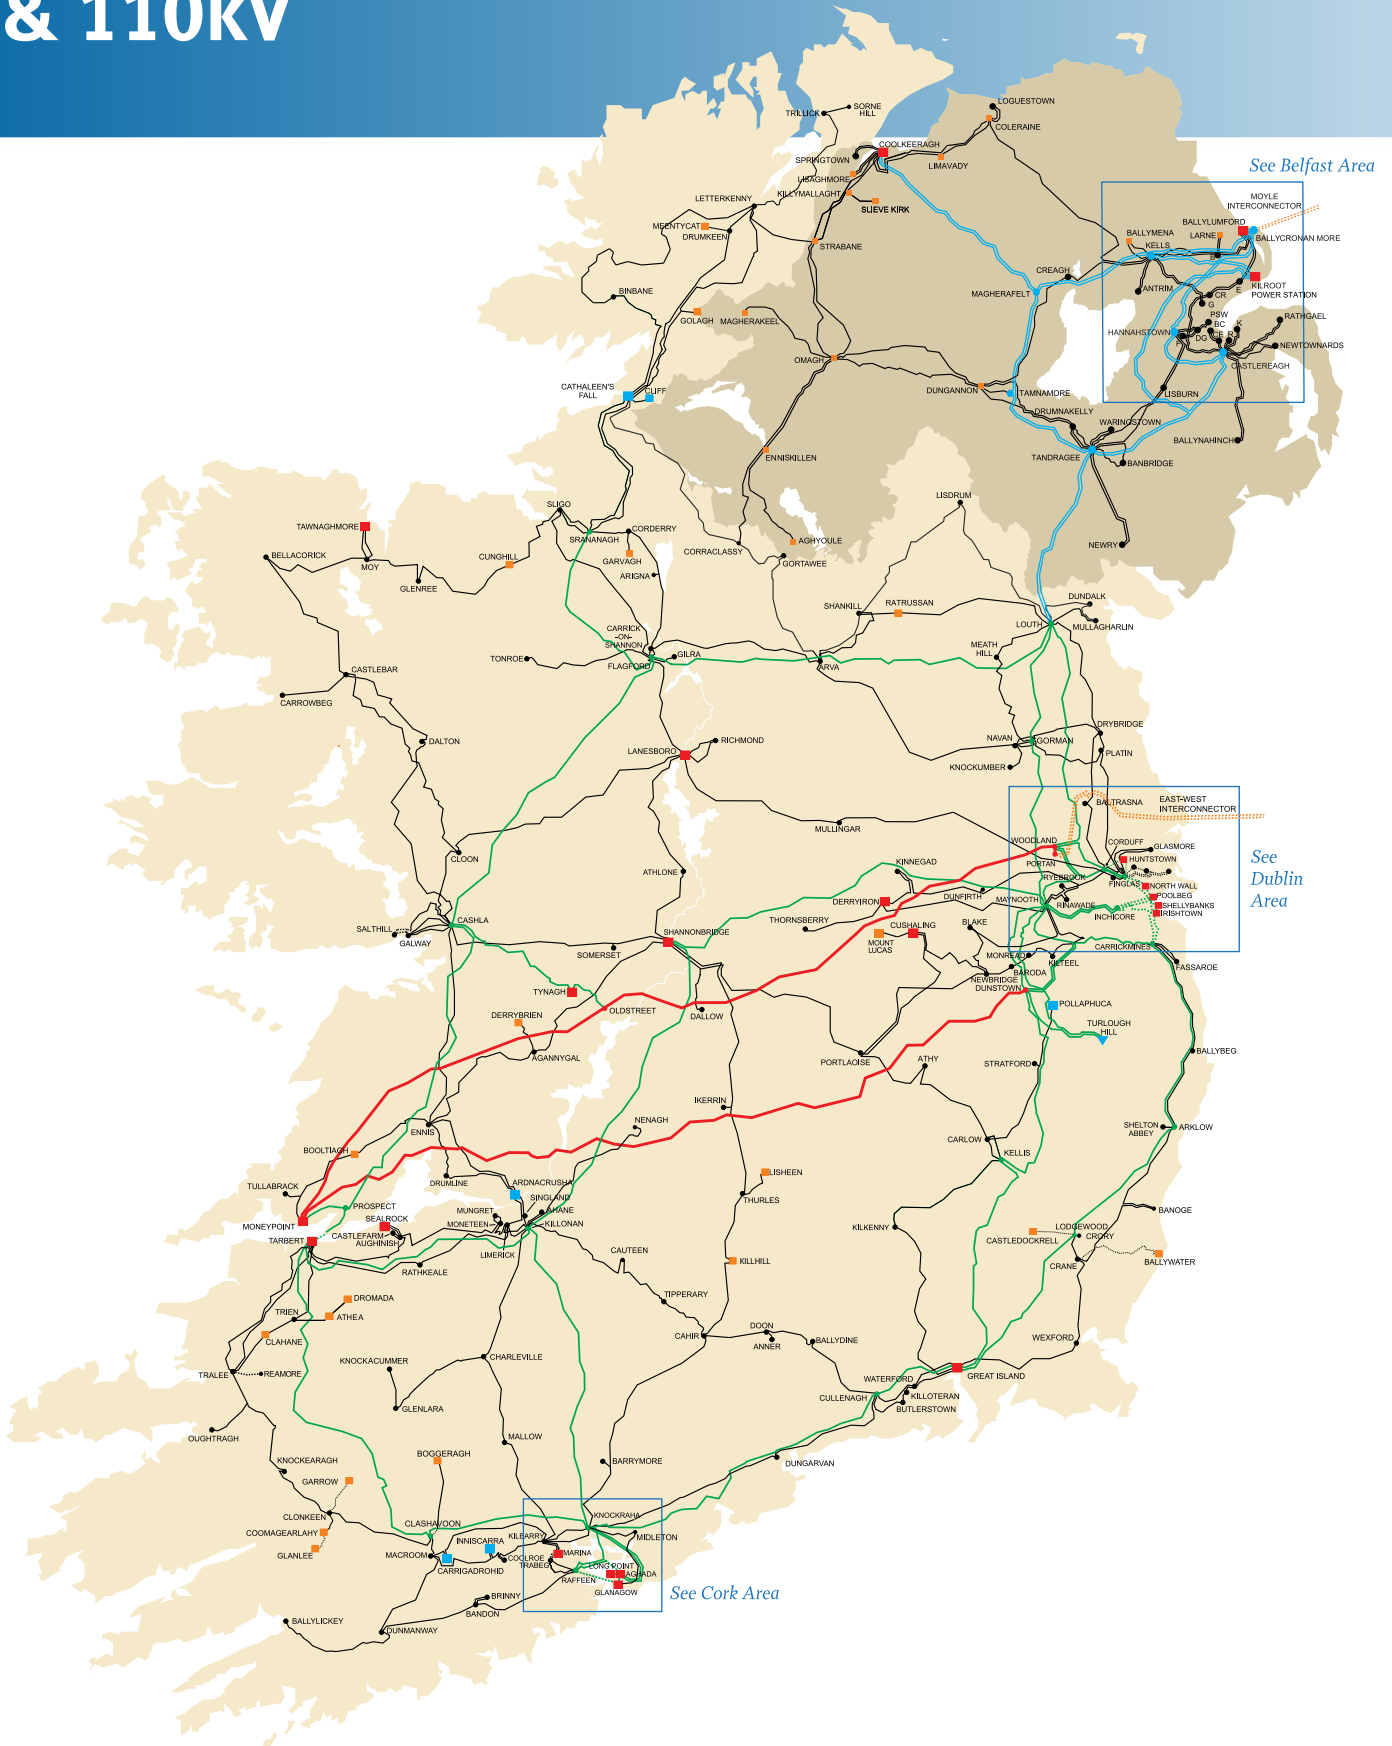 & 110kV
LOGUESTOWN
SORNE
HILL
TRILLICK
COLERAINE
COOLKEERAGH
SPRINGTOWN
LIMAVADY
See Belfast Area
LISAGHMORE
KILLYMALLAGHT
LETTERKENNY
SLIEVE KIRK
MOYLE
INTERCONNECTOR
MEENTYCAT
DRUMKEEN
STRABANE
BALLYLUMFORD
BALLYMENA
LARNE
BALLYCRONAN MORE
KELLS
B
CREAGH
BINBANE
MAGHERAFELT
ANTRIM
E
KILROOT
POWER STATION
CR
G
GOLAGH
MAGHERAKEEL
PSW
BC
K
RATHGAEL
HANNAHSTOWN
DG
R
NEWTOWNARDS
OMAGH
CASTLEREAGH
CATHALEEN'S
FALL
CLIFF
DUNGANNON
TAMNAMORE
LISBURN
DRUMNAKELLY
WARINGSTOWN
BALLYNAHINCH
ENNISKILLEN
TANDRAGEE
BANBRIDGE
LISDRUM
SLIGO
TAWNAGHMORE
CORDERRY
SRANANAGH
AGHYOULE
NEWRY
BELLACORICK
MOY
CUNGHILL
GARVAGH
CORRACLASSY
GORTAWEE
GLENREE
ARIGNA
SHANKILL
RATRUSSAN
DUNDALK
CARRICK
-ON-
SHANNON
LOUTH
MULLAGHARLIN
MEATH
HILL
TONROE
GILRA
FLAGFORD
ARVA
CASTLEBAR
CARROWBEG
DRYBRIDGE
DALTON
RICHMOND
NAVAN
GORMAN
LANESBORO
PLATIN
KNOCKUMBER
BALTRASNA
EAST-WEST
INTERCONNECTOR
MULLINGAR
WOODLAND
CORDUFF
GLASMORE
CLOON
KINNEGAD
PORTAN
HUNTSTOWN
See
Dublin
Area
ATHLONE
RYEBROOK
FINGLAS
NORTH WALL
DERRYIRON
DUNFIRTH
MAYNOOTH
RINAWADE
POOLBEG
SHELLYBANKS
IRISHTOWN
INCHICORE
CASHLA
THORNSBERRY
BLAKE
SALTHILL
GALWAY
SHANNONBRIDGE
CUSHALING
MOUNT
LUCAS
CARRICKMINES
SOMERSET
MONREAD
KILTEEL
FASSAROE
BARODA
NEWBRIDGE
DUNSTOWN
TYNAGH
OLDSTREET
POLLAPHUCA
DERRYBRIEN
DALLOW
TURLOUGH
HILL
AGANNYGAL
PORTLAOISE
ATHY
STRATFORD
BALLYBEG
IKERRIN
NENAGH
ENNIS
SHELTON
ABBEY
ARKLOW
CARLOW
BOOLTIAGH
KELLIS
DRUMLINE
LISHEEN
TULLABRACK
ARDNACRUSHA
THURLES
SINGLAND
PROSPECT
MUNGRET
AHANE
BANOGE
MONEYPOINT
SEALROCK
MONETEEN
KILLONAN
KILKENNY
LODGEWOOD
TARBERT
CASTLEFARM
AUGHINISH
CASTLEDOCKRELL
CRORY
LIMERICK
CAUTEEN
KILLHILL
CRANE
BALLYWATER
RATHKEALE
DROMADA
TIPPERARY
TRIEN
ATHEA
DOON
CLAHANE
CAHIR
ANNER
BALLYDINE
WEXFORD
KNOCKACUMMER
CHARLEVILLE
TRALEE
REAMORE
GREAT ISLAND
WATERFORD
CULLENAGH
KILLOTERAN
BUTLERSTOWN
GLENLARA
OUGHTRAGH
MALLOW
KNOCKEARAGH
BOGGERAGH
BARRYMORE
DUNGARVAN
GARROW
CLONKEEN
CLASHAVOON
KNOCKRAHA
COOMAGEARLAHY
INNISCARRA
KILBARRY
MIDLETON
GLANLEE
MACROOM
COOLROE
MARINA
TRABEG
LONG POINT
CARRIGADROHID
AGHADA
RAFFEEN
GLANAGOW
See Cork Area
BRINNY
BANDON
BALLYLICKEY
DUNMANWAY